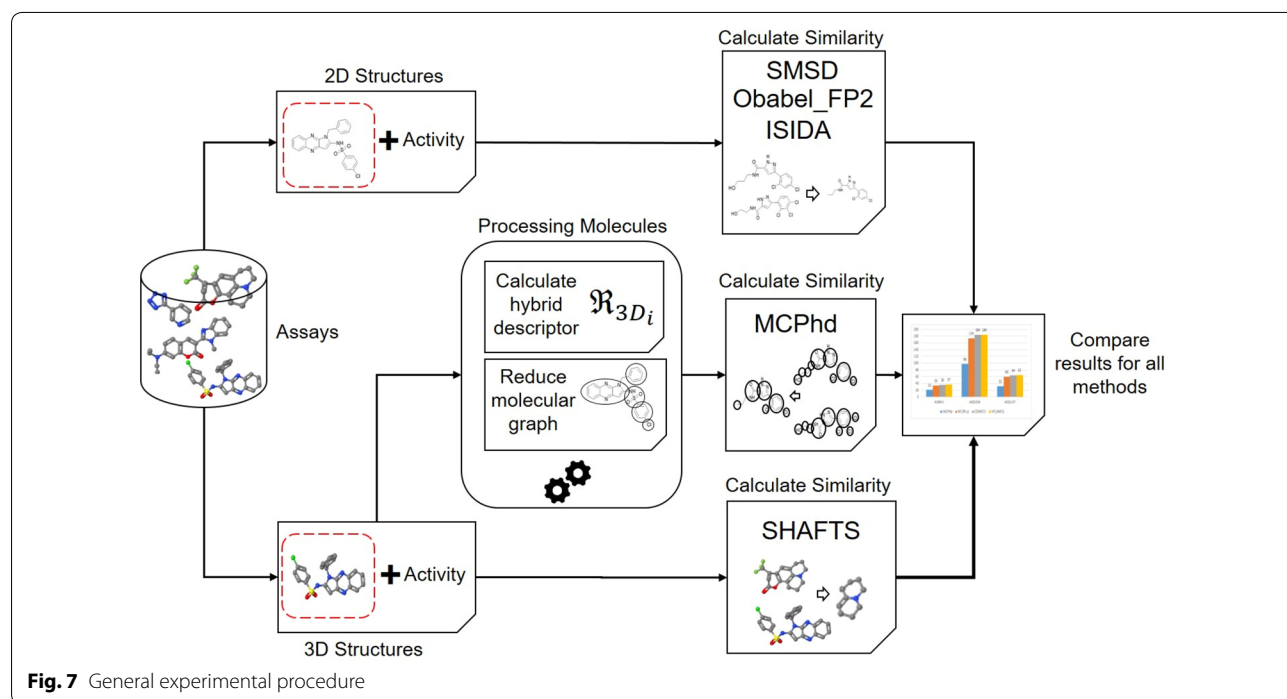 Calculate Similarity
SMSD
Obabel_FP2
ISIDA
2D Structures
+ Activity
Processing Molecules
Calculate
hybrid
descriptor
ℜ3Di
Reduce
molecular
graph
Assays
Calculate Similarity
MCPhd
Compare
results for all
methods
Calculate Similarity
SHAFTS
+ Activity
3D Structures
Fig. 7 General experimental procedure